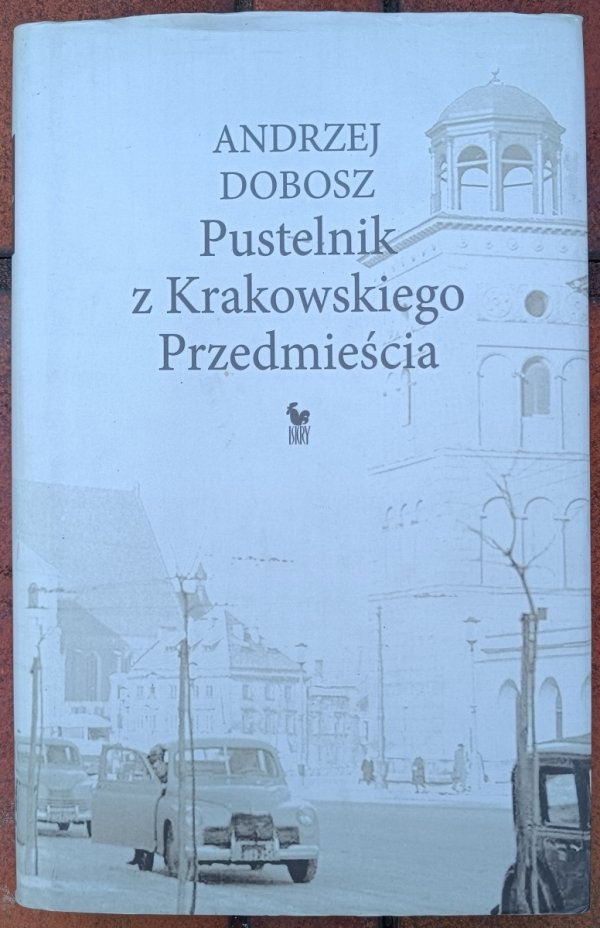 ANDRZEJ
DOBOSZ
Pustelnik
z Krakowskiego
Przedmieścia
ISKRY